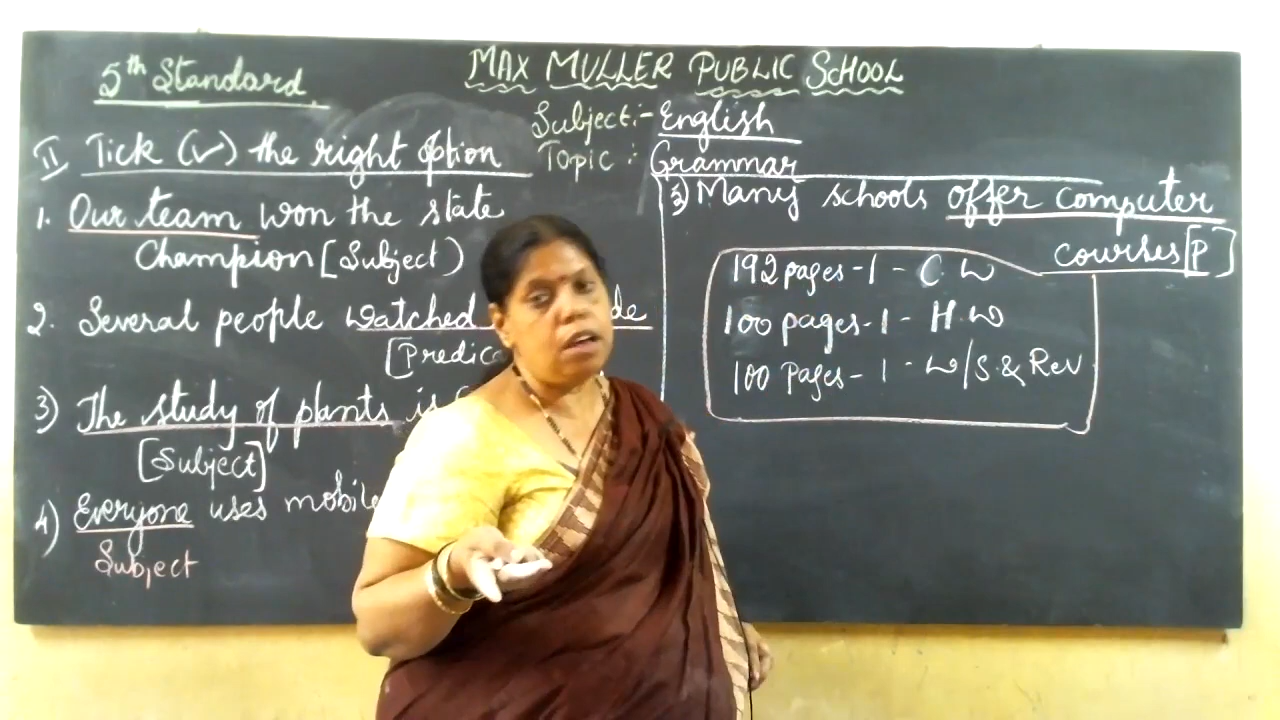 5th Standard
MAX MULLER PUBLIC SCHOOL
Subject:- English
Topic :- Grammar
II Tick (✓) the right option
1. Our team won the state
Champion [Subject)
2. Several people watched
[Predica
3) The study of plants is
[Subject]
4) Everyone uses mobile
Subject
5) Many schools offer computer
courses [P]
192 pages - 1 - C.W
100 pages - 1 - H.W
100 Pages - 1 - W/S & Rev